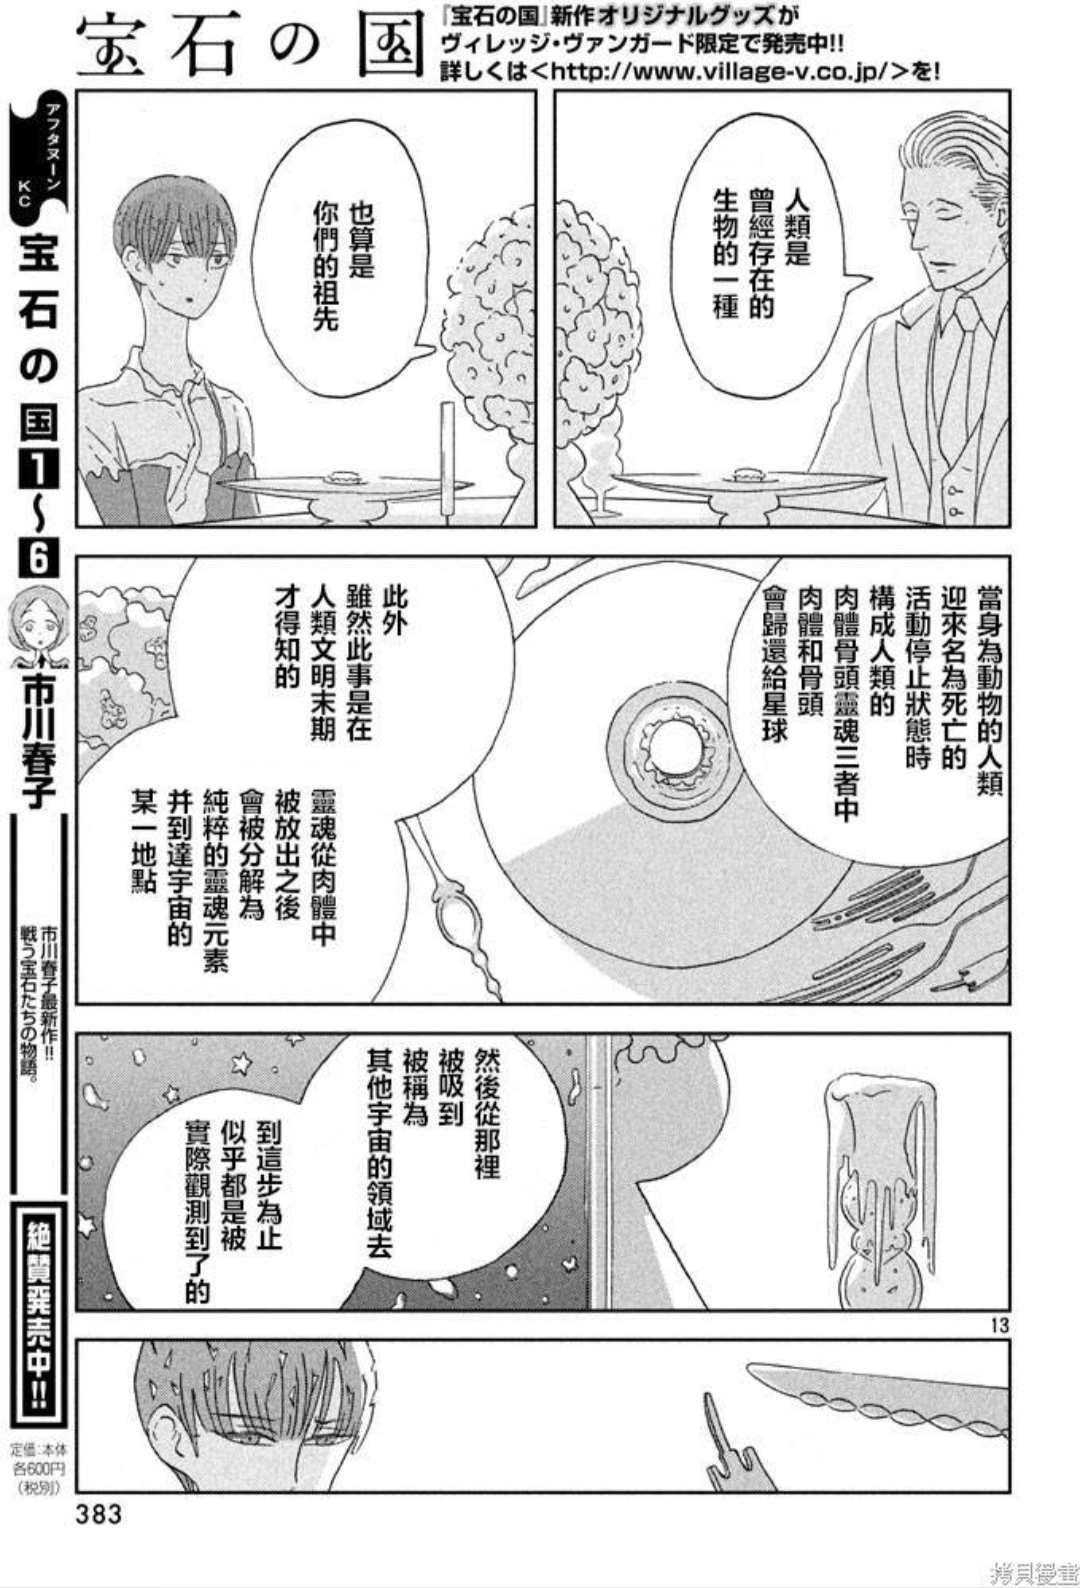 宝石の国
『宝石の国』新作オリジナルグッズが
ヴィレッジ・ヴァンガード限定で発売中!!
詳しくは<http://www.village-v.co.jp/>を!
人類是
曾經存在的
生物的一種
也算是
你們的祖先
當身為動物的人類
迎來名為死亡的
活動停止狀態時
構成人類的
肉體骨頭靈魂三者中
肉體和骨頭
會歸還給星球
此外
雖然此事是在
人類文明末期
才得知的
靈魂從肉體中
被放出之後
會被分解為
純粹的靈魂元素
并到達宇宙的
某一地點
然後從那裡
被吸到
被稱為
其他宇宙的領域去
到這步為止
似乎都是被
實際觀測到了的
13
アフタヌーン
KC
宝石の国1〜6
市川春子
市川春子最新作!!
戦う宝石たちの物語。
絶賛発売中!!
定価:本体
各600円
(税別)
383
拷貝漫畫